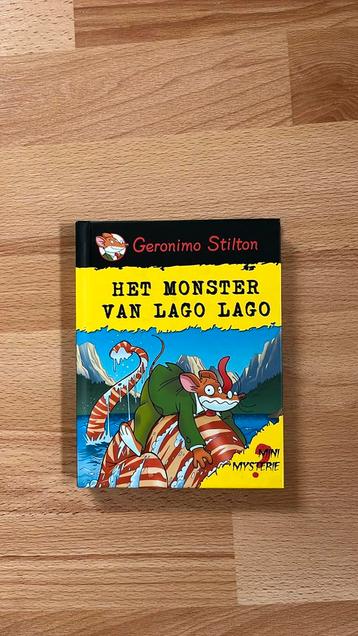 Geronimo Stilton
HET MONSTER
VAN LAGO LAGO
MINI
MYSTERIE
?